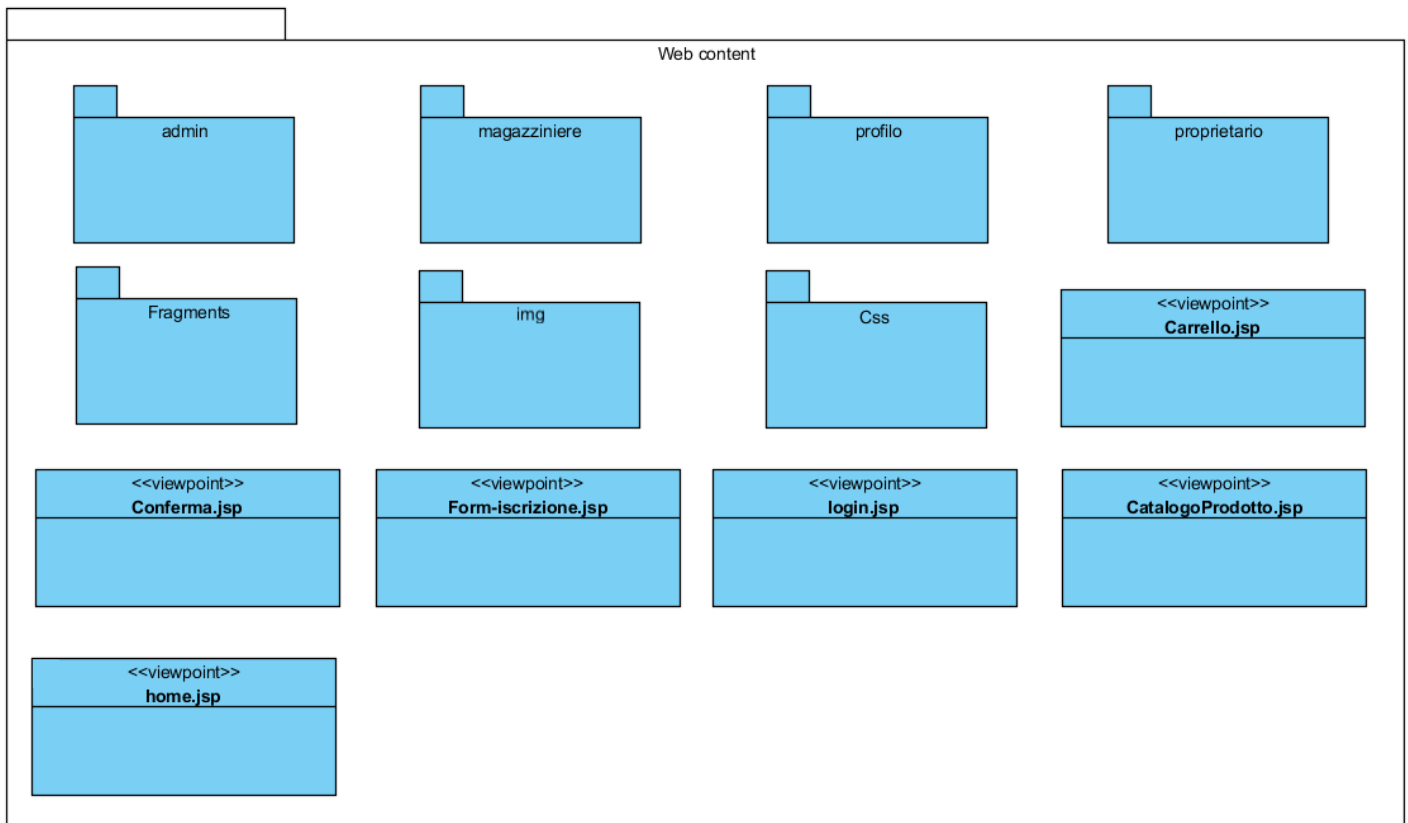 Web content
admin
magazziniere
profilo
proprietario
Fragments
img
Css
<<viewpoint>>
Carrello.jsp
<<viewpoint>>
Conferma.jsp
<<viewpoint>>
Form-iscrizione.jsp
<<viewpoint>>
login.jsp
<<viewpoint>>
CatalogoProdotto.jsp
<<viewpoint>>
home.jsp